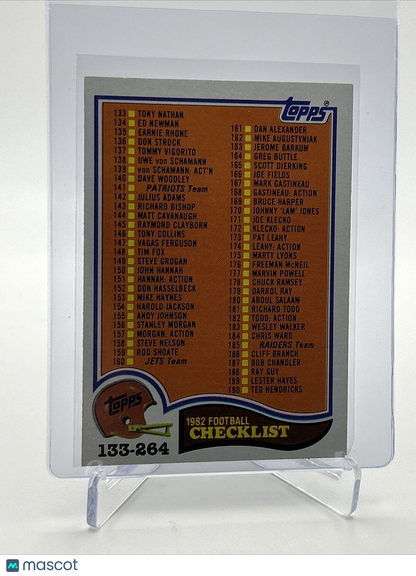 topps®
133 TONY NATHAN
134 ED NEWMAN
135 EARNIE RHONE
136 DON STROCK
137 TOMMY VIGORITO
138 UWE von SCHAMANN
139 von SCHAMANN: ACT'N
140 DAVE WOODLEY
141 PATRIOTS Team
142 JULIUS ADAMS
143 RICHARD BISHOP
144 MATT CAVANAUGH
145 RAYMOND CLAYBORN
146 TONY COLLINS
147 VAGAS FERGUSON
148 TIM FOX
149 STEVE GROGAN
150 JOHN HANNAH
151 HANNAH: ACTION
152 DON HASSELBECK
153 MIKE HAYNES
154 HAROLD JACKSON
155 ANDY JOHNSON
156 STANLEY MORGAN
157 MORGAN: ACTION
158 STEVE NELSON
159 ROD SHOATE
160 JETS Team
161 DAN ALEXANDER
162 MIKE AUGUSTYNIAK
163 JEROME BARKUM
164 GREG BUTTLE
165 SCOTT DIERKING
166 JOE FIELDS
167 MARK GASTINEAU
168 GASTINEAU: ACTION
169 BRUCE HARPER
170 JOHNNY 'LAM' JONES
171 JOE KLECKO
172 KLECKO: ACTION
173 PAT LEAHY
174 LEAHY: ACTION
175 MARTY LYONS
176 FREEMAN McNEIL
177 MARVIN POWELL
178 CHUCK RAMSEY
179 DARROL RAY
180 ABDUL SALAAM
181 RICHARD TODD
182 TODD: ACTION
183 WESLEY WALKER
184 CHRIS WARD
185 RAIDERS Team
186 CLIFF BRANCH
187 BOB CHANDLER
188 RAY GUY
189 LESTER HAYES
190 TED HENDRICKS
topps
1982 FOOTBALL
CHECKLIST
133-264
mascot